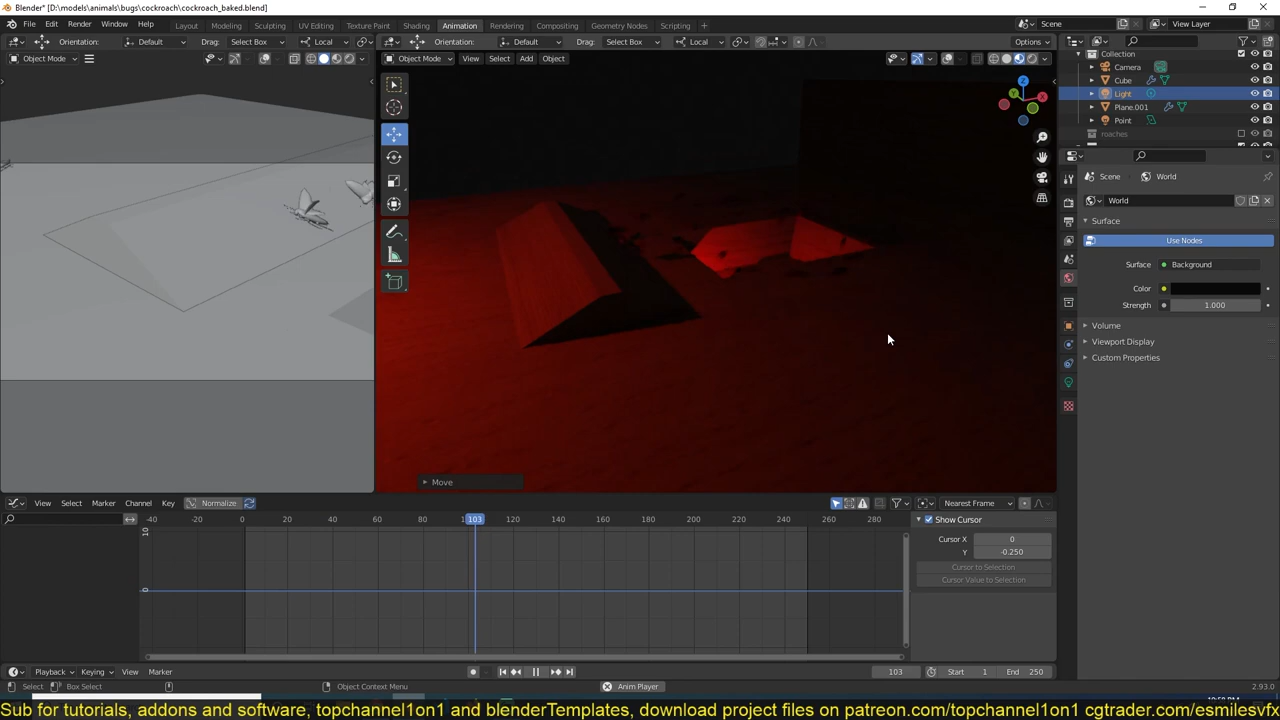 Blender* [D:\models\animals\bugs\cockroach\cockroach_baked.blend]
File Edit Render Window Help Layout Modeling Sculpting UV Editing Texture Paint Shading Animation Rendering Compositing Geometry Nodes Scripting + Scene View Layer
Orientation: Default Drag: Select Box Local Orientation: Default Drag: Select Box Local Options
Object Mode Object Mode View Select Add Object
Collection
Camera
Cube
Light
Plane.001
Point
roaches
Scene World
World
Surface
Use Nodes
Surface Background
Color
Strength 1.000
Volume
Viewport Display
Custom Properties
Z
Y X
Move
View Select Marker Channel Key Normalize Nearest Frame
-40 -20 0 20 40 60 80 103 120 140 160 180 200 220 240 260 280
10
0
Show Cursor
Cursor X 0
Y -0.250
Cursor to Selection
Cursor Value to Selection
Playback Keying View Marker 103 Start 1 End 250
Select Box Select Object Context Menu Anim Player 2.93.0
Sub for tutorials, addons and software, topchannel1on1 and blenderTemplates, download project files on patreon.com/topchannel1on1 cgtrader.com/esmilesvfx